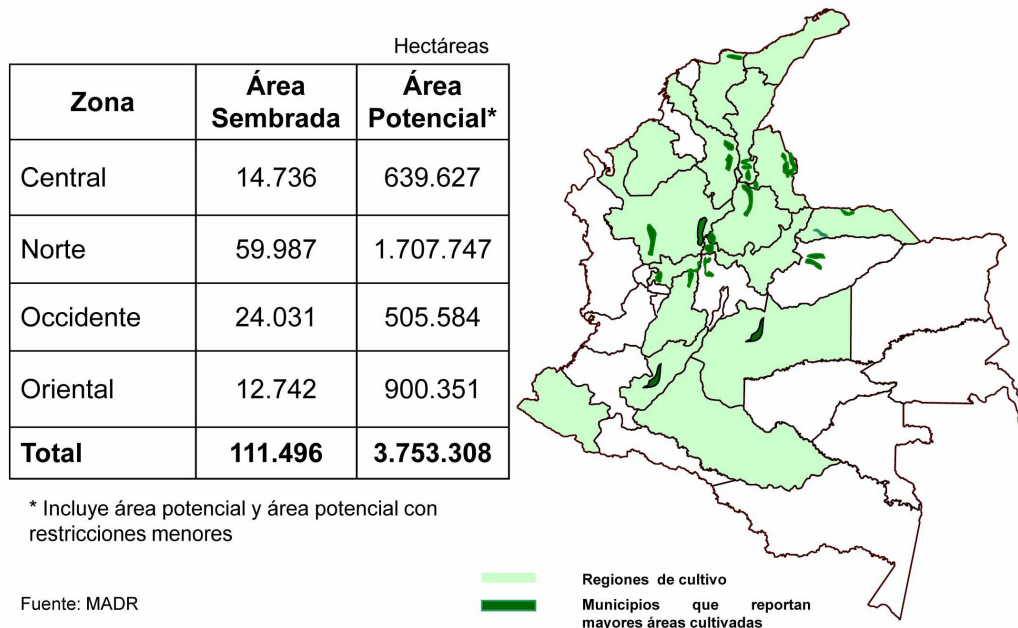 Hectáreas
Zona
Área Sembrada
Área Potencial*
Central 14.736 639.627
Norte 59.987 1.707.747
Occidente 24.031 505.584
Oriental 12.742 900.351
Total 111.496 3.753.308
* Incluye área potencial y área potencial con
restricciones menores
Fuente: MADR
Regiones de cultivo
Municipios que reportan
mayores áreas cultivadas